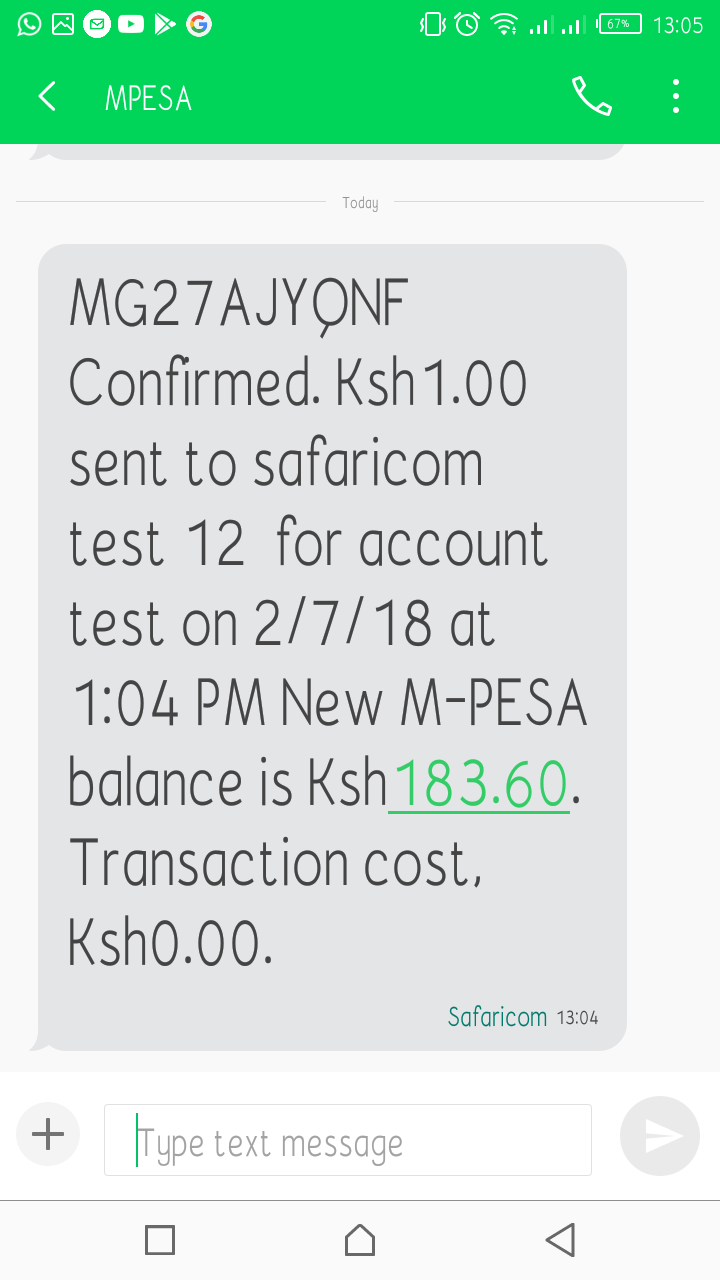 67% 13:05
MPESA
Today
MG27AJYQNF
Confirmed. Ksh1.00
sent to safaricom
test 12 for account
test on 2/7/18 at
1:04 PM New M-PESA
balance is Ksh183.60.
Transaction cost,
Ksh0.00.
Safaricom 13:04
Type text message